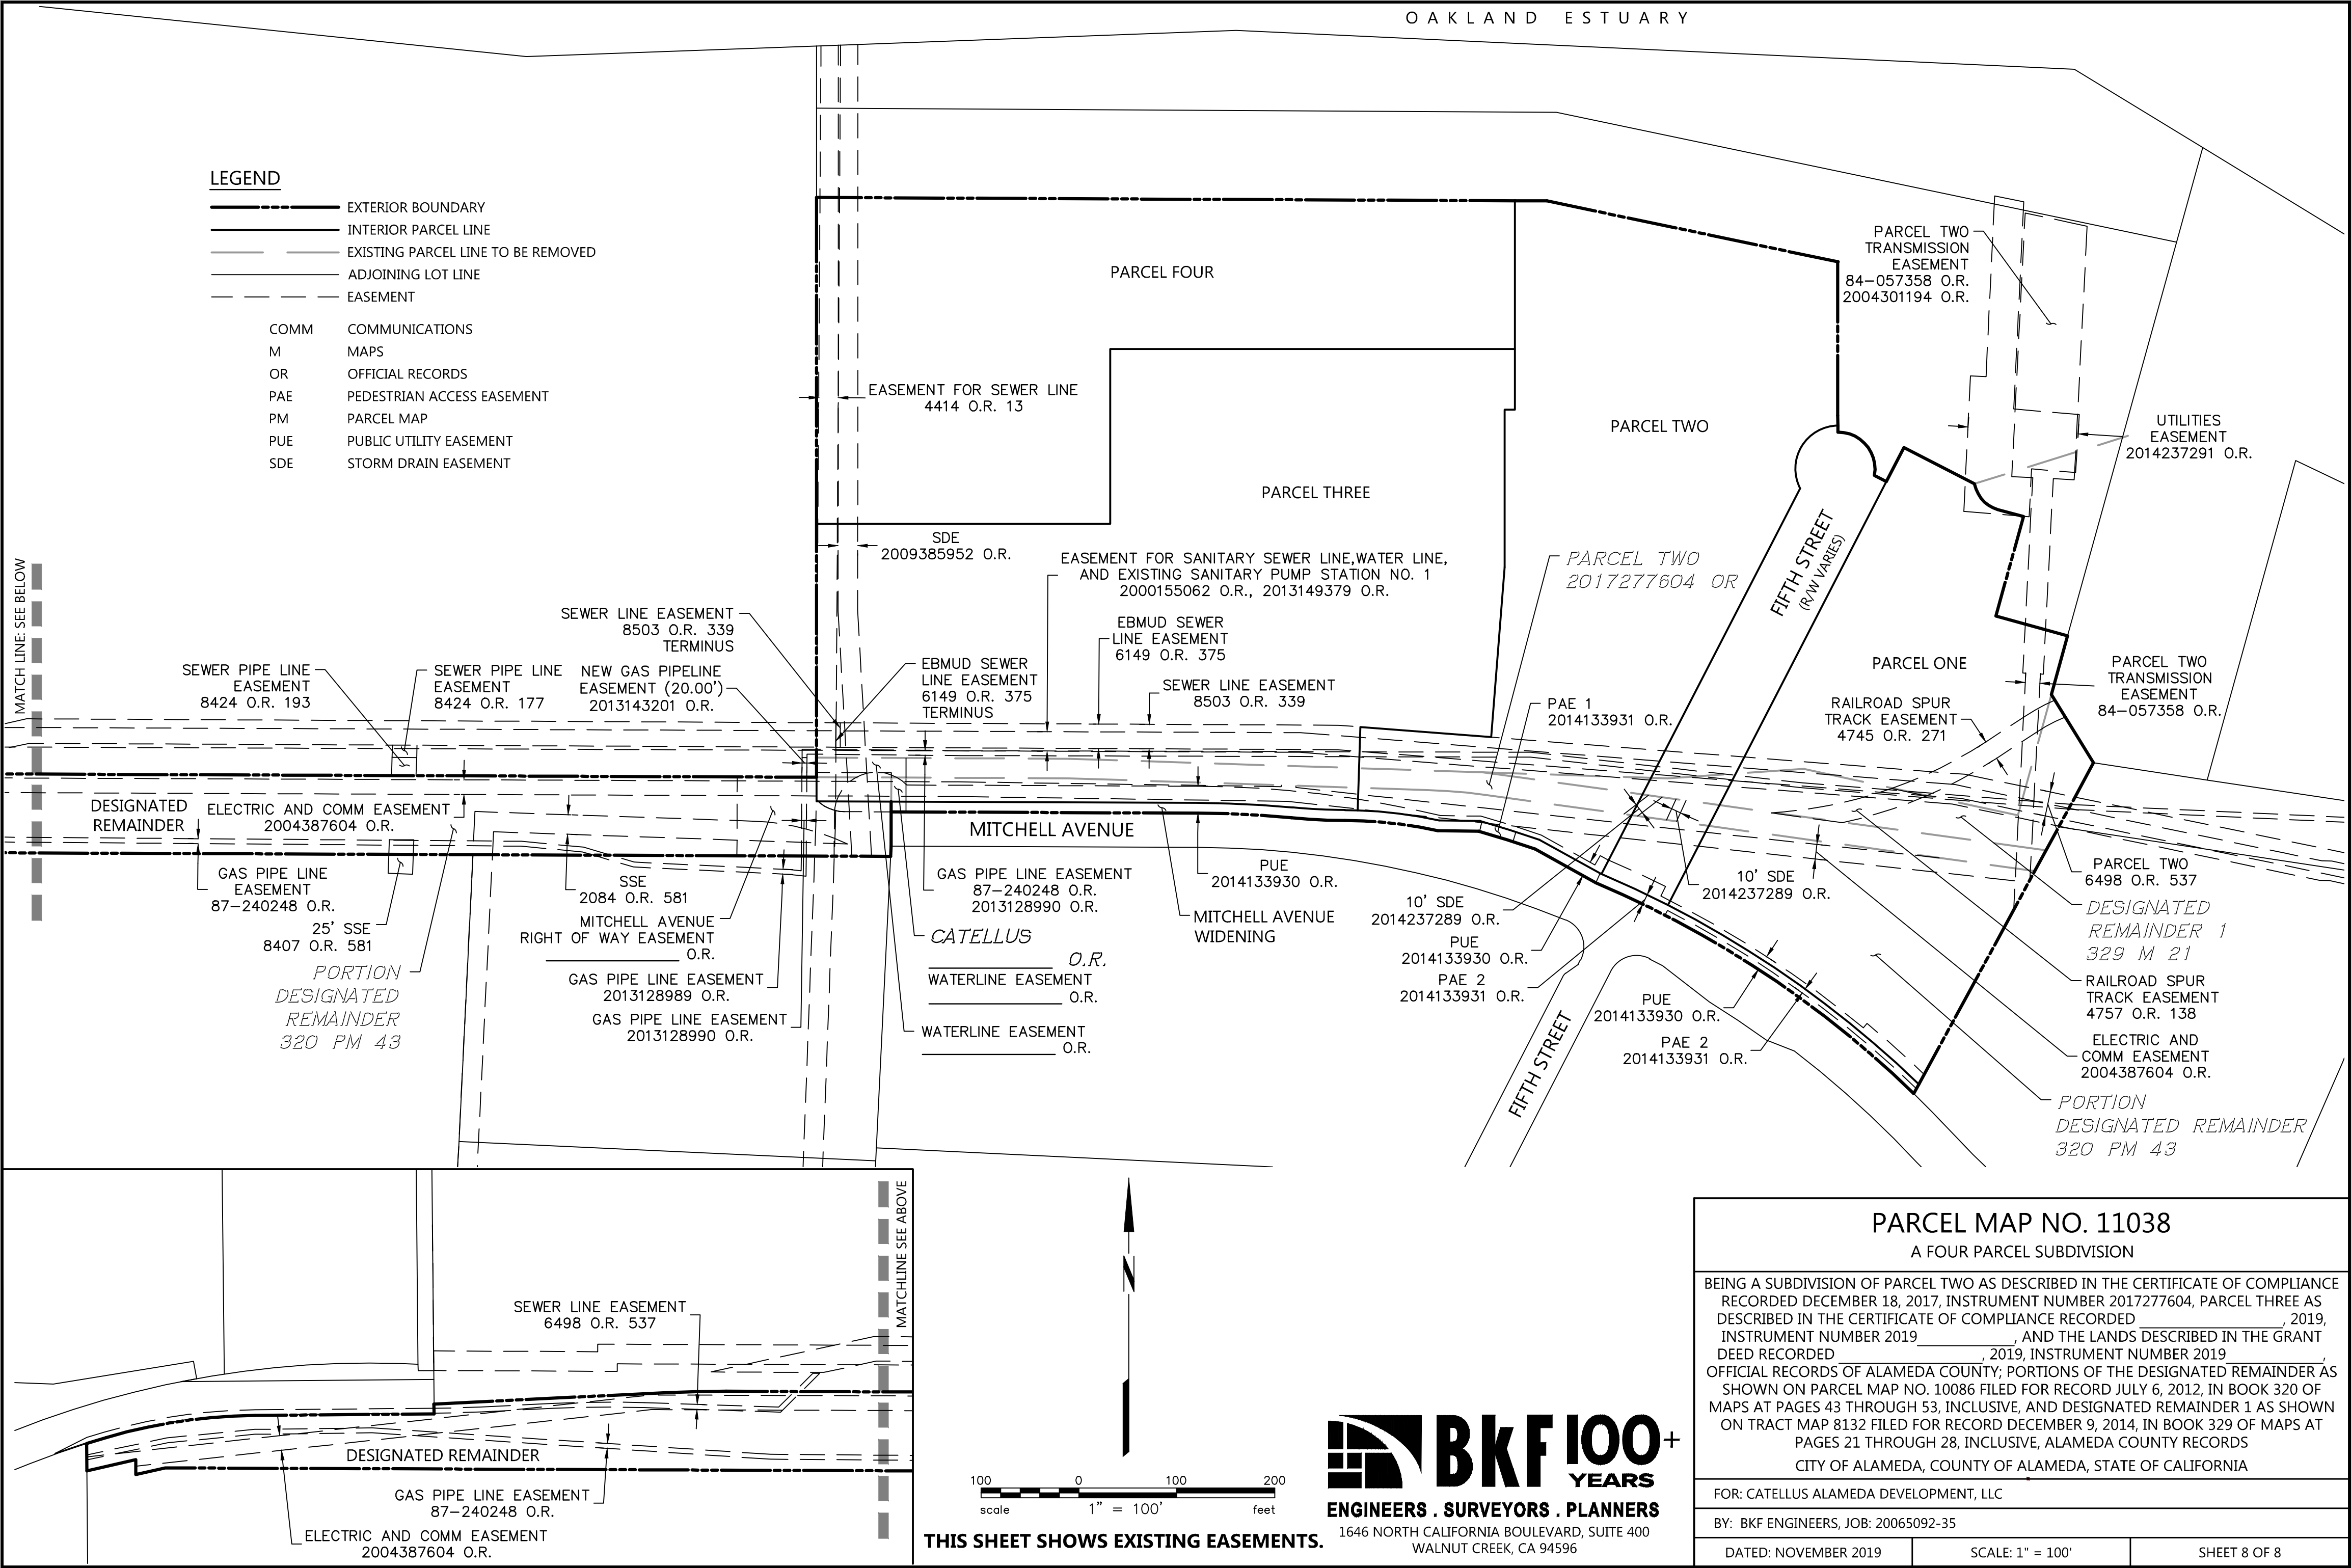 OAKLAND ESTUARY
LEGEND
EXTERIOR BOUNDARY
INTERIOR PARCEL LINE
EXISTING PARCEL LINE TO BE REMOVED
ADJOINING LOT LINE
EASEMENT
COMM COMMUNICATIONS
M MAPS
OR OFFICIAL RECORDS
PAE PEDESTRIAN ACCESS EASEMENT
PM PARCEL MAP
PUE PUBLIC UTILITY EASEMENT
SDE STORM DRAIN EASEMENT
PARCEL FOUR
EASEMENT FOR SEWER LINE
4414 O.R. 13
PARCEL TWO
PARCEL THREE
PARCEL TWO
TRANSMISSION
EASEMENT
84-057358 O.R.
2004301194 O.R.
UTILITIES
EASEMENT
2014237291 O.R.
SDE
2009385952 O.R.
EASEMENT FOR SANITARY SEWER LINE,WATER LINE,
AND EXISTING SANITARY PUMP STATION NO. 1
2000155062 O.R., 2013149379 O.R.
PARCEL TWO
2017277604 OR
FIFTH STREET
(R/W VARIES)
MATCH LINE: SEE BELOW
SEWER LINE EASEMENT
8503 O.R. 339
TERMINUS
EBMUD SEWER
LINE EASEMENT
6149 O.R. 375
SEWER PIPE LINE
EASEMENT
8424 O.R. 193
SEWER PIPE LINE
EASEMENT
8424 O.R. 177
NEW GAS PIPELINE
EASEMENT (20.00')
2013143201 O.R.
EBMUD SEWER
LINE EASEMENT
6149 O.R. 375
TERMINUS
SEWER LINE EASEMENT
8503 O.R. 339
PAE 1
2014133931 O.R.
PARCEL ONE
RAILROAD SPUR
TRACK EASEMENT
4745 O.R. 271
PARCEL TWO
TRANSMISSION
EASEMENT
84-057358 O.R.
DESIGNATED
REMAINDER
ELECTRIC AND COMM EASEMENT
2004387604 O.R.
MITCHELL AVENUE
GAS PIPE LINE
EASEMENT
87-240248 O.R.
25' SSE
8407 O.R. 581
PORTION
DESIGNATED
REMAINDER
320 PM 43
SSE
2084 O.R. 581
MITCHELL AVENUE
RIGHT OF WAY EASEMENT
O.R.
GAS PIPE LINE EASEMENT
2013128989 O.R.
GAS PIPE LINE EASEMENT
2013128990 O.R.
GAS PIPE LINE EASEMENT
87-240248 O.R.
2013128990 O.R.
CATELLUS
O.R.
WATERLINE EASEMENT
O.R.
WATERLINE EASEMENT
O.R.
PUE
2014133930 O.R.
MITCHELL AVENUE
WIDENING
10' SDE
2014237289 O.R.
PUE
2014133930 O.R.
PAE 2
2014133931 O.R.
10' SDE
2014237289 O.R.
PUE
2014133930 O.R.
PAE 2
2014133931 O.R.
FIFTH STREET
PARCEL TWO
6498 O.R. 537
DESIGNATED
REMAINDER 1
329 M 21
RAILROAD SPUR
TRACK EASEMENT
4757 O.R. 138
ELECTRIC AND
COMM EASEMENT
2004387604 O.R.
PORTION
DESIGNATED REMAINDER
320 PM 43
MATCHLINE SEE ABOVE
SEWER LINE EASEMENT
6498 O.R. 537
DESIGNATED REMAINDER
GAS PIPE LINE EASEMENT
87-240248 O.R.
ELECTRIC AND COMM EASEMENT
2004387604 O.R.
N
100 0 100 200
scale 1" = 100' feet
THIS SHEET SHOWS EXISTING EASEMENTS.
BKF 100+
YEARS
ENGINEERS . SURVEYORS . PLANNERS
1646 NORTH CALIFORNIA BOULEVARD, SUITE 400
WALNUT CREEK, CA 94596
PARCEL MAP NO. 11038
A FOUR PARCEL SUBDIVISION
BEING A SUBDIVISION OF PARCEL TWO AS DESCRIBED IN THE CERTIFICATE OF COMPLIANCE
RECORDED DECEMBER 18, 2017, INSTRUMENT NUMBER 2017277604, PARCEL THREE AS
DESCRIBED IN THE CERTIFICATE OF COMPLIANCE RECORDED ________, 2019,
INSTRUMENT NUMBER 2019________, AND THE LANDS DESCRIBED IN THE GRANT
DEED RECORDED ________, 2019, INSTRUMENT NUMBER 2019________,
OFFICIAL RECORDS OF ALAMEDA COUNTY; PORTIONS OF THE DESIGNATED REMAINDER AS
SHOWN ON PARCEL MAP NO. 10086 FILED FOR RECORD JULY 6, 2012, IN BOOK 320 OF
MAPS AT PAGES 43 THROUGH 53, INCLUSIVE, AND DESIGNATED REMAINDER 1 AS SHOWN
ON TRACT MAP 8132 FILED FOR RECORD DECEMBER 9, 2014, IN BOOK 329 OF MAPS AT
PAGES 21 THROUGH 28, INCLUSIVE, ALAMEDA COUNTY RECORDS
CITY OF ALAMEDA, COUNTY OF ALAMEDA, STATE OF CALIFORNIA
FOR: CATELLUS ALAMEDA DEVELOPMENT, LLC
BY: BKF ENGINEERS, JOB: 20065092-35
DATED: NOVEMBER 2019 SCALE: 1" = 100' SHEET 8 OF 8